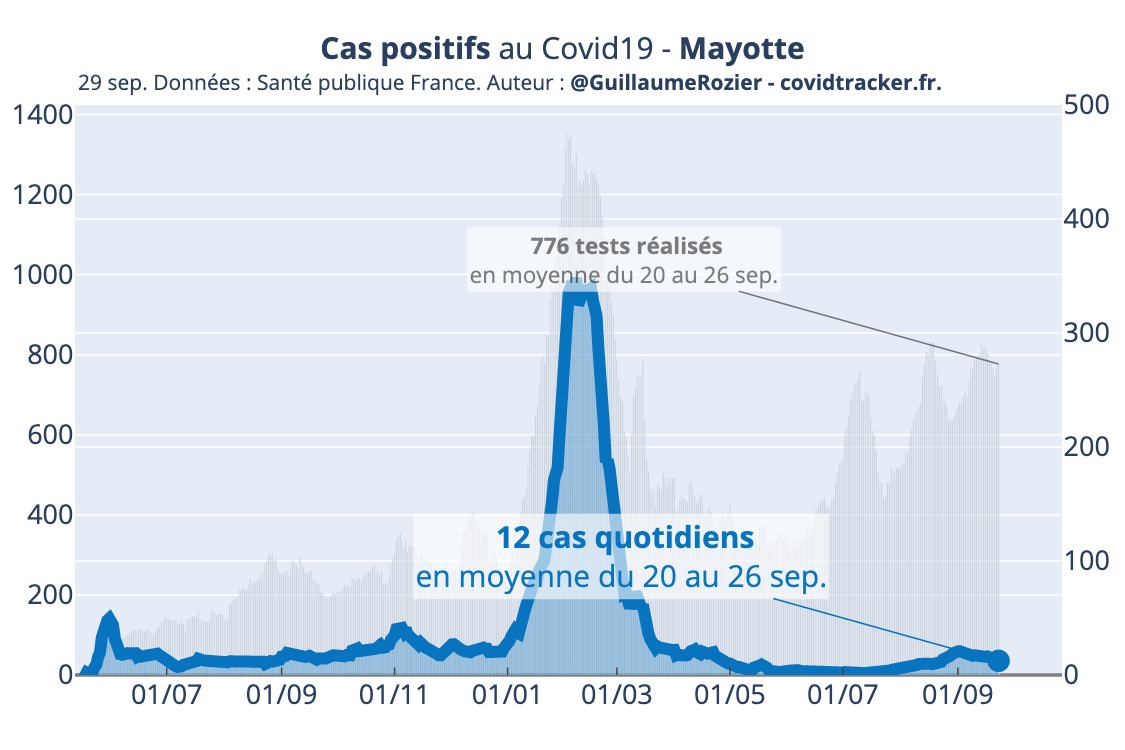 Cas positifs au Covid19 - Mayotte
29 sep. Données : Santé publique France. Auteur : @GuillaumeRozier - covidtracker.fr.
1400
1200
1000
800
600
400
200
0
500
400
300
200
100
0
776 tests réalisés
en moyenne du 20 au 26 sep.
12 cas quotidiens
en moyenne du 20 au 26 sep.
01/07 01/09 01/11 01/01 01/03 01/05 01/07 01/09